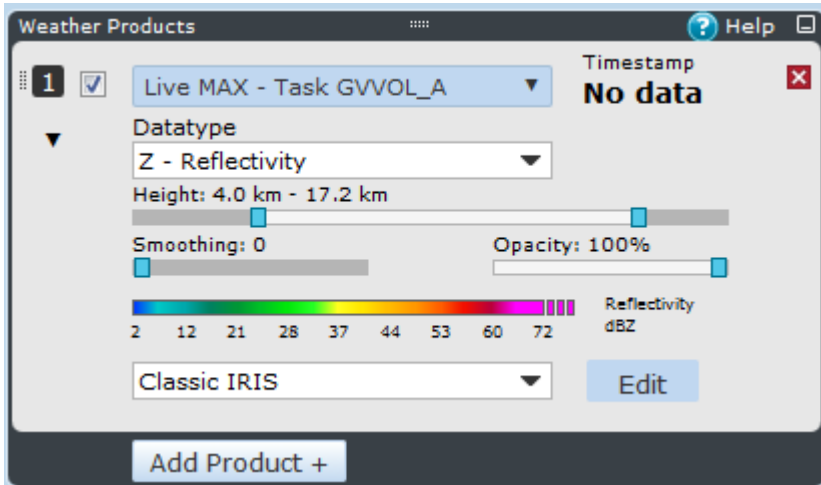 Weather Products
? Help
1 Live MAX - Task GVVOL_A
Timestamp
No data
Datatype
Z - Reflectivity
Height: 4.0 km - 17.2 km
Smoothing: 0 Opacity: 100%
Reflectivity
dBZ
2 12 21 28 37 44 53 60 72
Classic IRIS
Edit
Add Product +